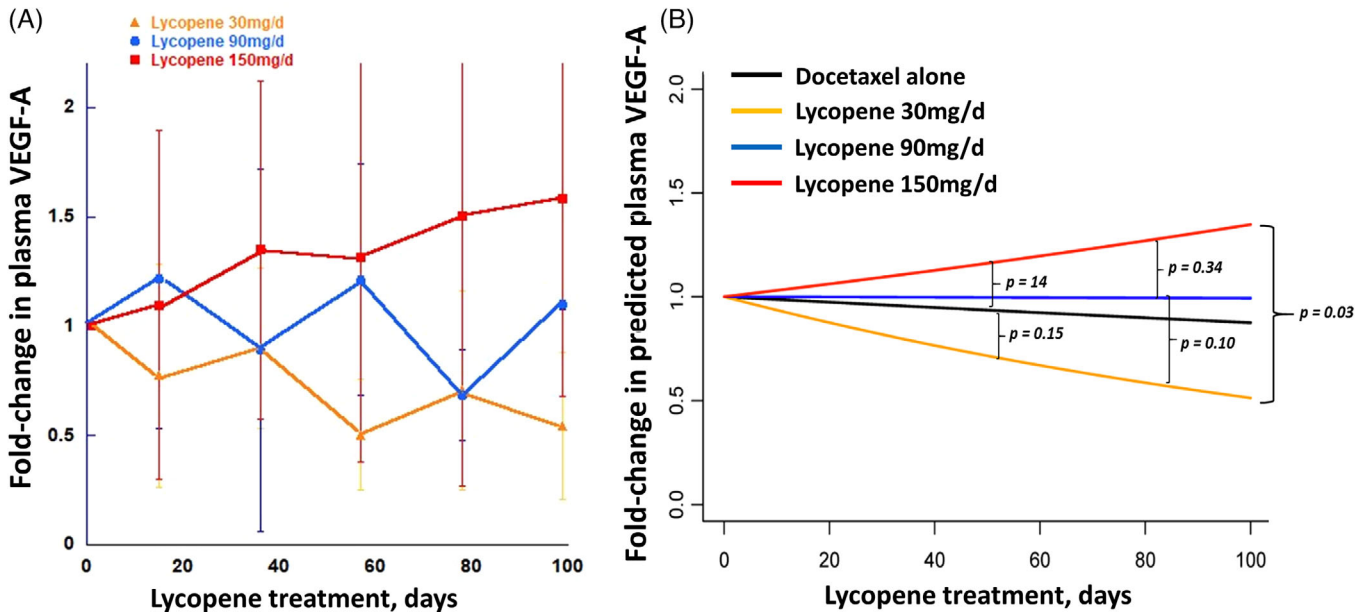 (A)
Lycopene 30mg/d
Lycopene 90mg/d
Lycopene 150mg/d
Fold-change in plasma VEGF-A
2
1.5
1
0.5
0
0 20 40 60 80 100
Lycopene treatment, days
(B)
Docetaxel alone
Lycopene 30mg/d
Lycopene 90mg/d
Lycopene 150mg/d
Fold-change in predicted plasma VEGF-A
2.0
1.5
1.0
0.5
0.0
p = 14
p = 0.34
p = 0.15
p = 0.10
p = 0.03
0 20 40 60 80 100
Lycopene treatment, days